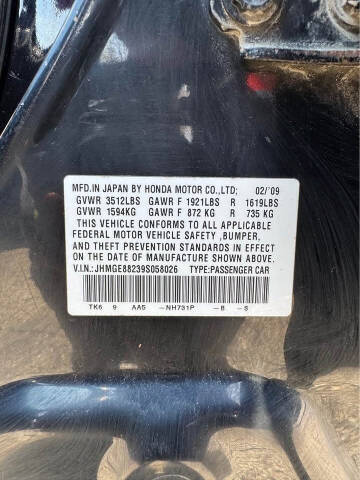 MFD.IN JAPAN BY HONDA MOTOR CO.,LTD; 02/'09
GVWR 3512LBS GAWR F 1921LBS R 1619LBS
GVWR 1594KG GAWR F 872 KG R 735 KG
THIS VEHICLE CONFORMS TO ALL APPLICABLE
FEDERAL MOTOR VEHICLE SAFETY ,BUMPER,
AND THEFT PREVENTION STANDARDS IN EFFECT
ON THE DATE OF MANUFACTURE SHOWN ABOVE.
V.I.N.: JHMGE88239S058026 TYPE:PASSENGER CAR
TK6 9 AA5 -NH731P -B -S